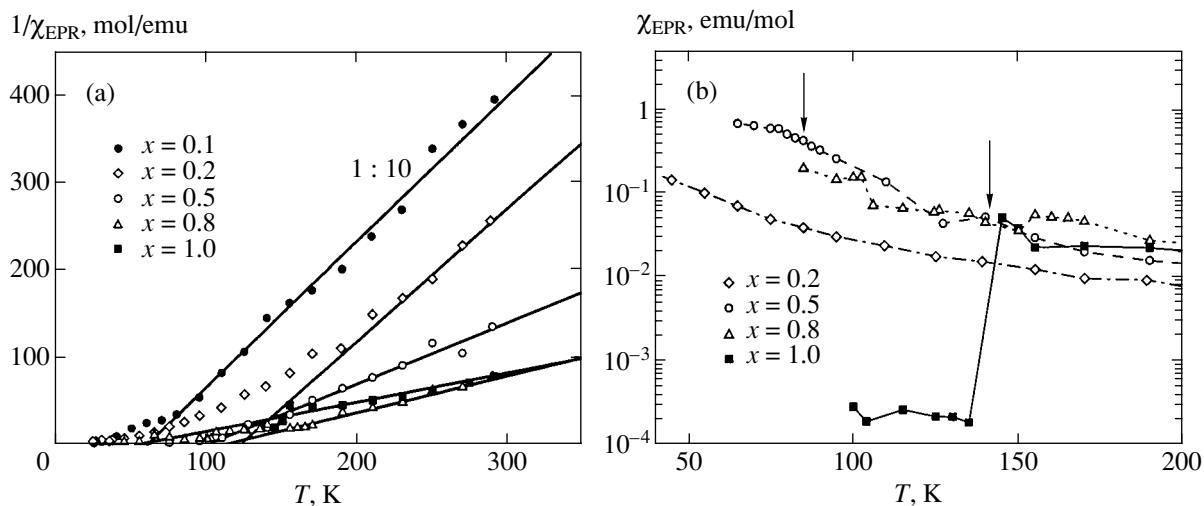 1/χEPR, mol/emu
(a)
400
300
200
100
x = 0.1
x = 0.2
x = 0.5
x = 0.8
x = 1.0
1 : 10
0
100
200
300
T, K
χEPR, emu/mol
(b)
1
10⁻¹
10⁻²
10⁻³
10⁻⁴
x = 0.2
x = 0.5
x = 0.8
x = 1.0
50
100
150
200
T, K